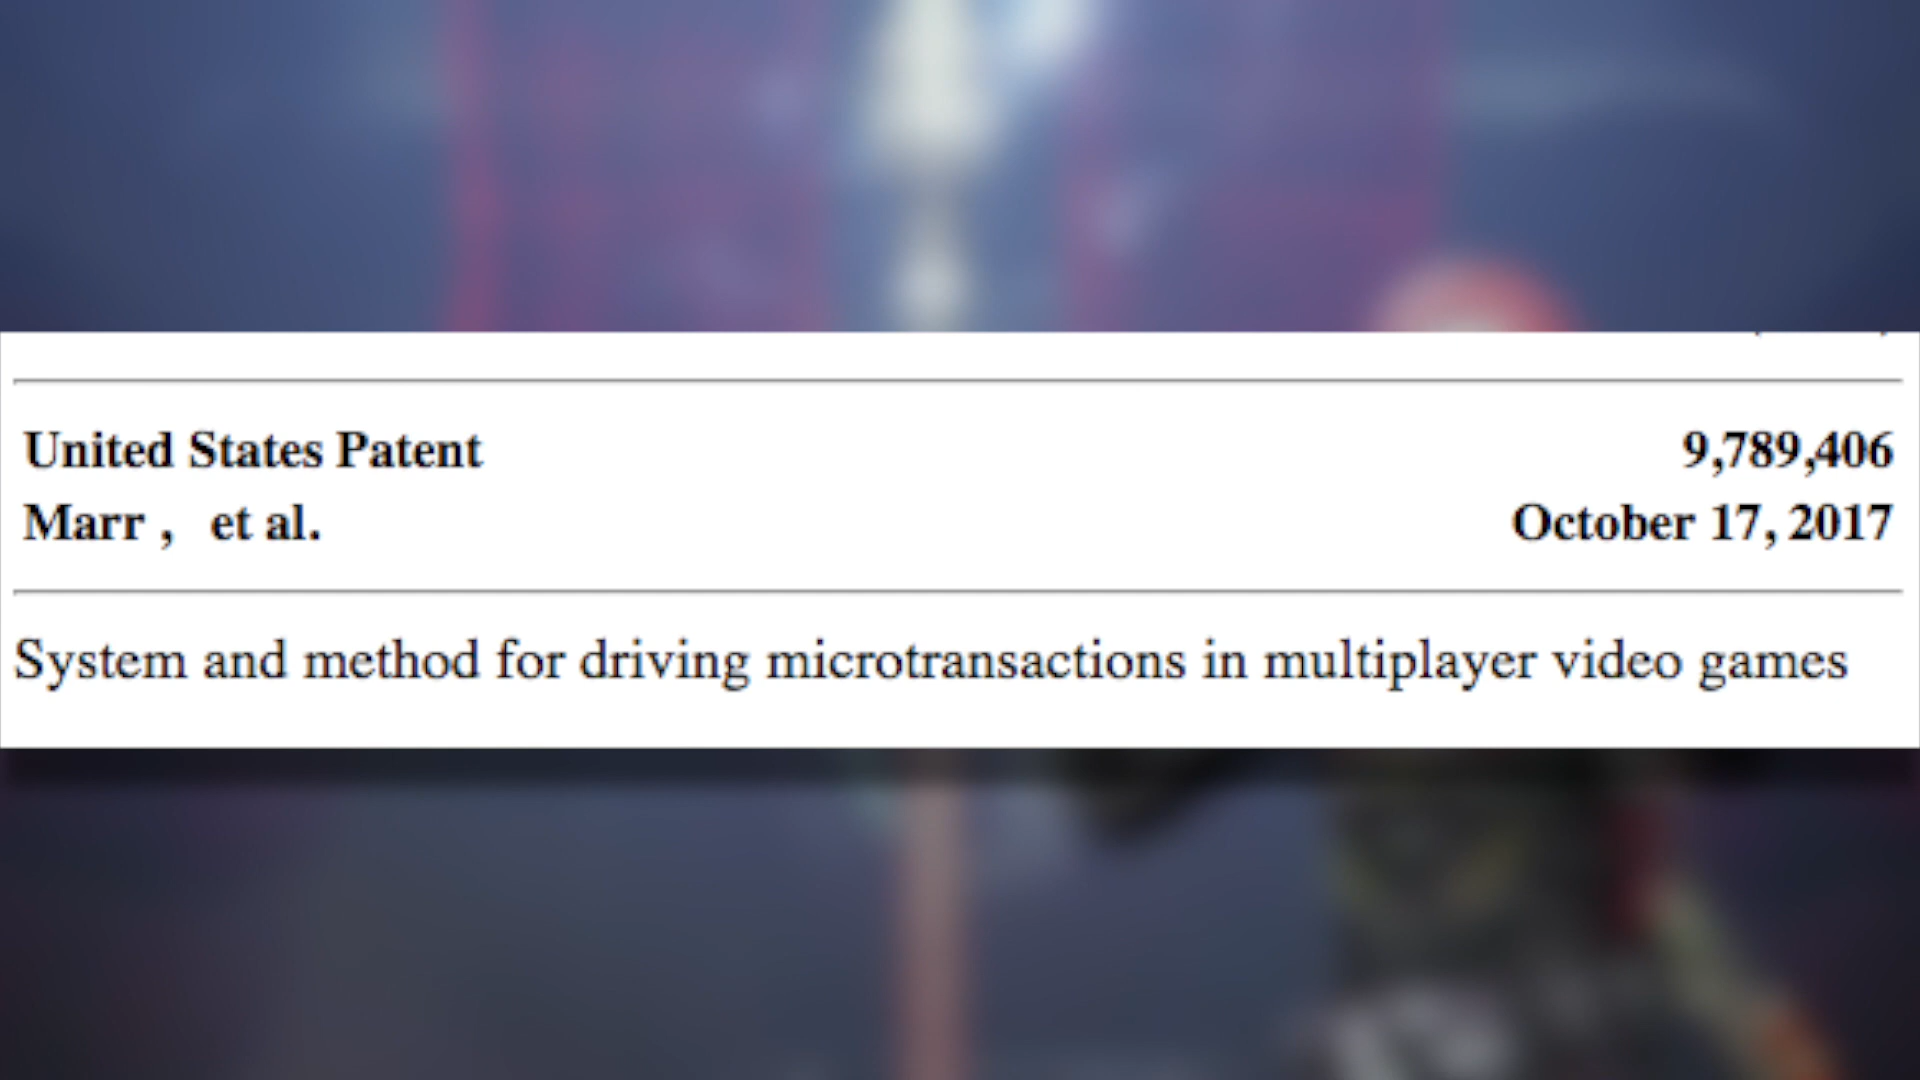 United States Patent 9,789,406
Marr , et al. October 17, 2017
System and method for driving microtransactions in multiplayer video games